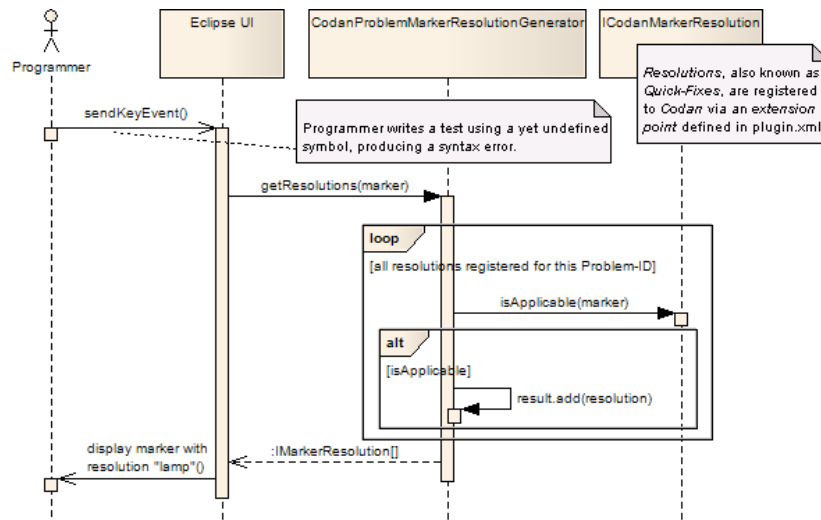 Eclipse UI
CodanProblemMarkerResolutionGenerator
ICodanMarkerResolution
Programmer
Resolutions, also known as
Quick-Fixes, are registered
to Codan via an extension
point defined in plugin.xml
sendKeyEvent()
Programmer writes a test using a yet undefined
symbol, producing a syntax error.
getResolutions(marker)
loop
[all resolutions registered for this Problem-ID]
isApplicable(marker)
alt
[isApplicable]
result.add(resolution)
display marker with
resolution "lamp"()
:IMarkerResolution[]